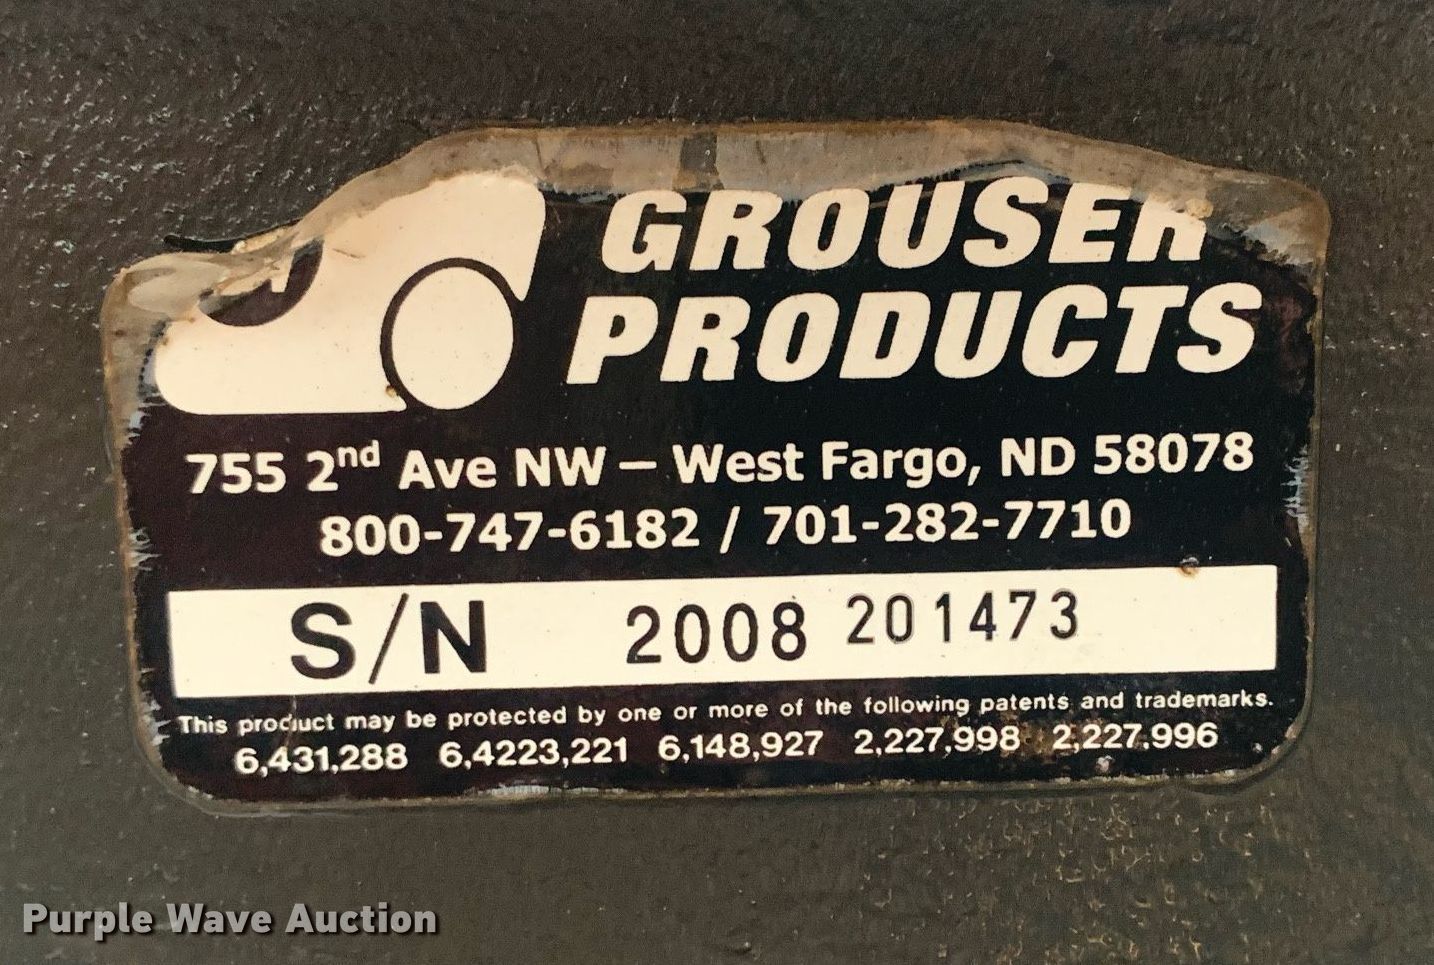 GROUSER
PRODUCTS
755 2nd Ave NW – West Fargo, ND 58078
800-747-6182 / 701-282-7710
S/N 2008 201473
This product may be protected by one or more of the following patents and trademarks.
6,431,288 6,4223,221 6,148,927 2,227,998 2,227,996
Purple Wave Auction